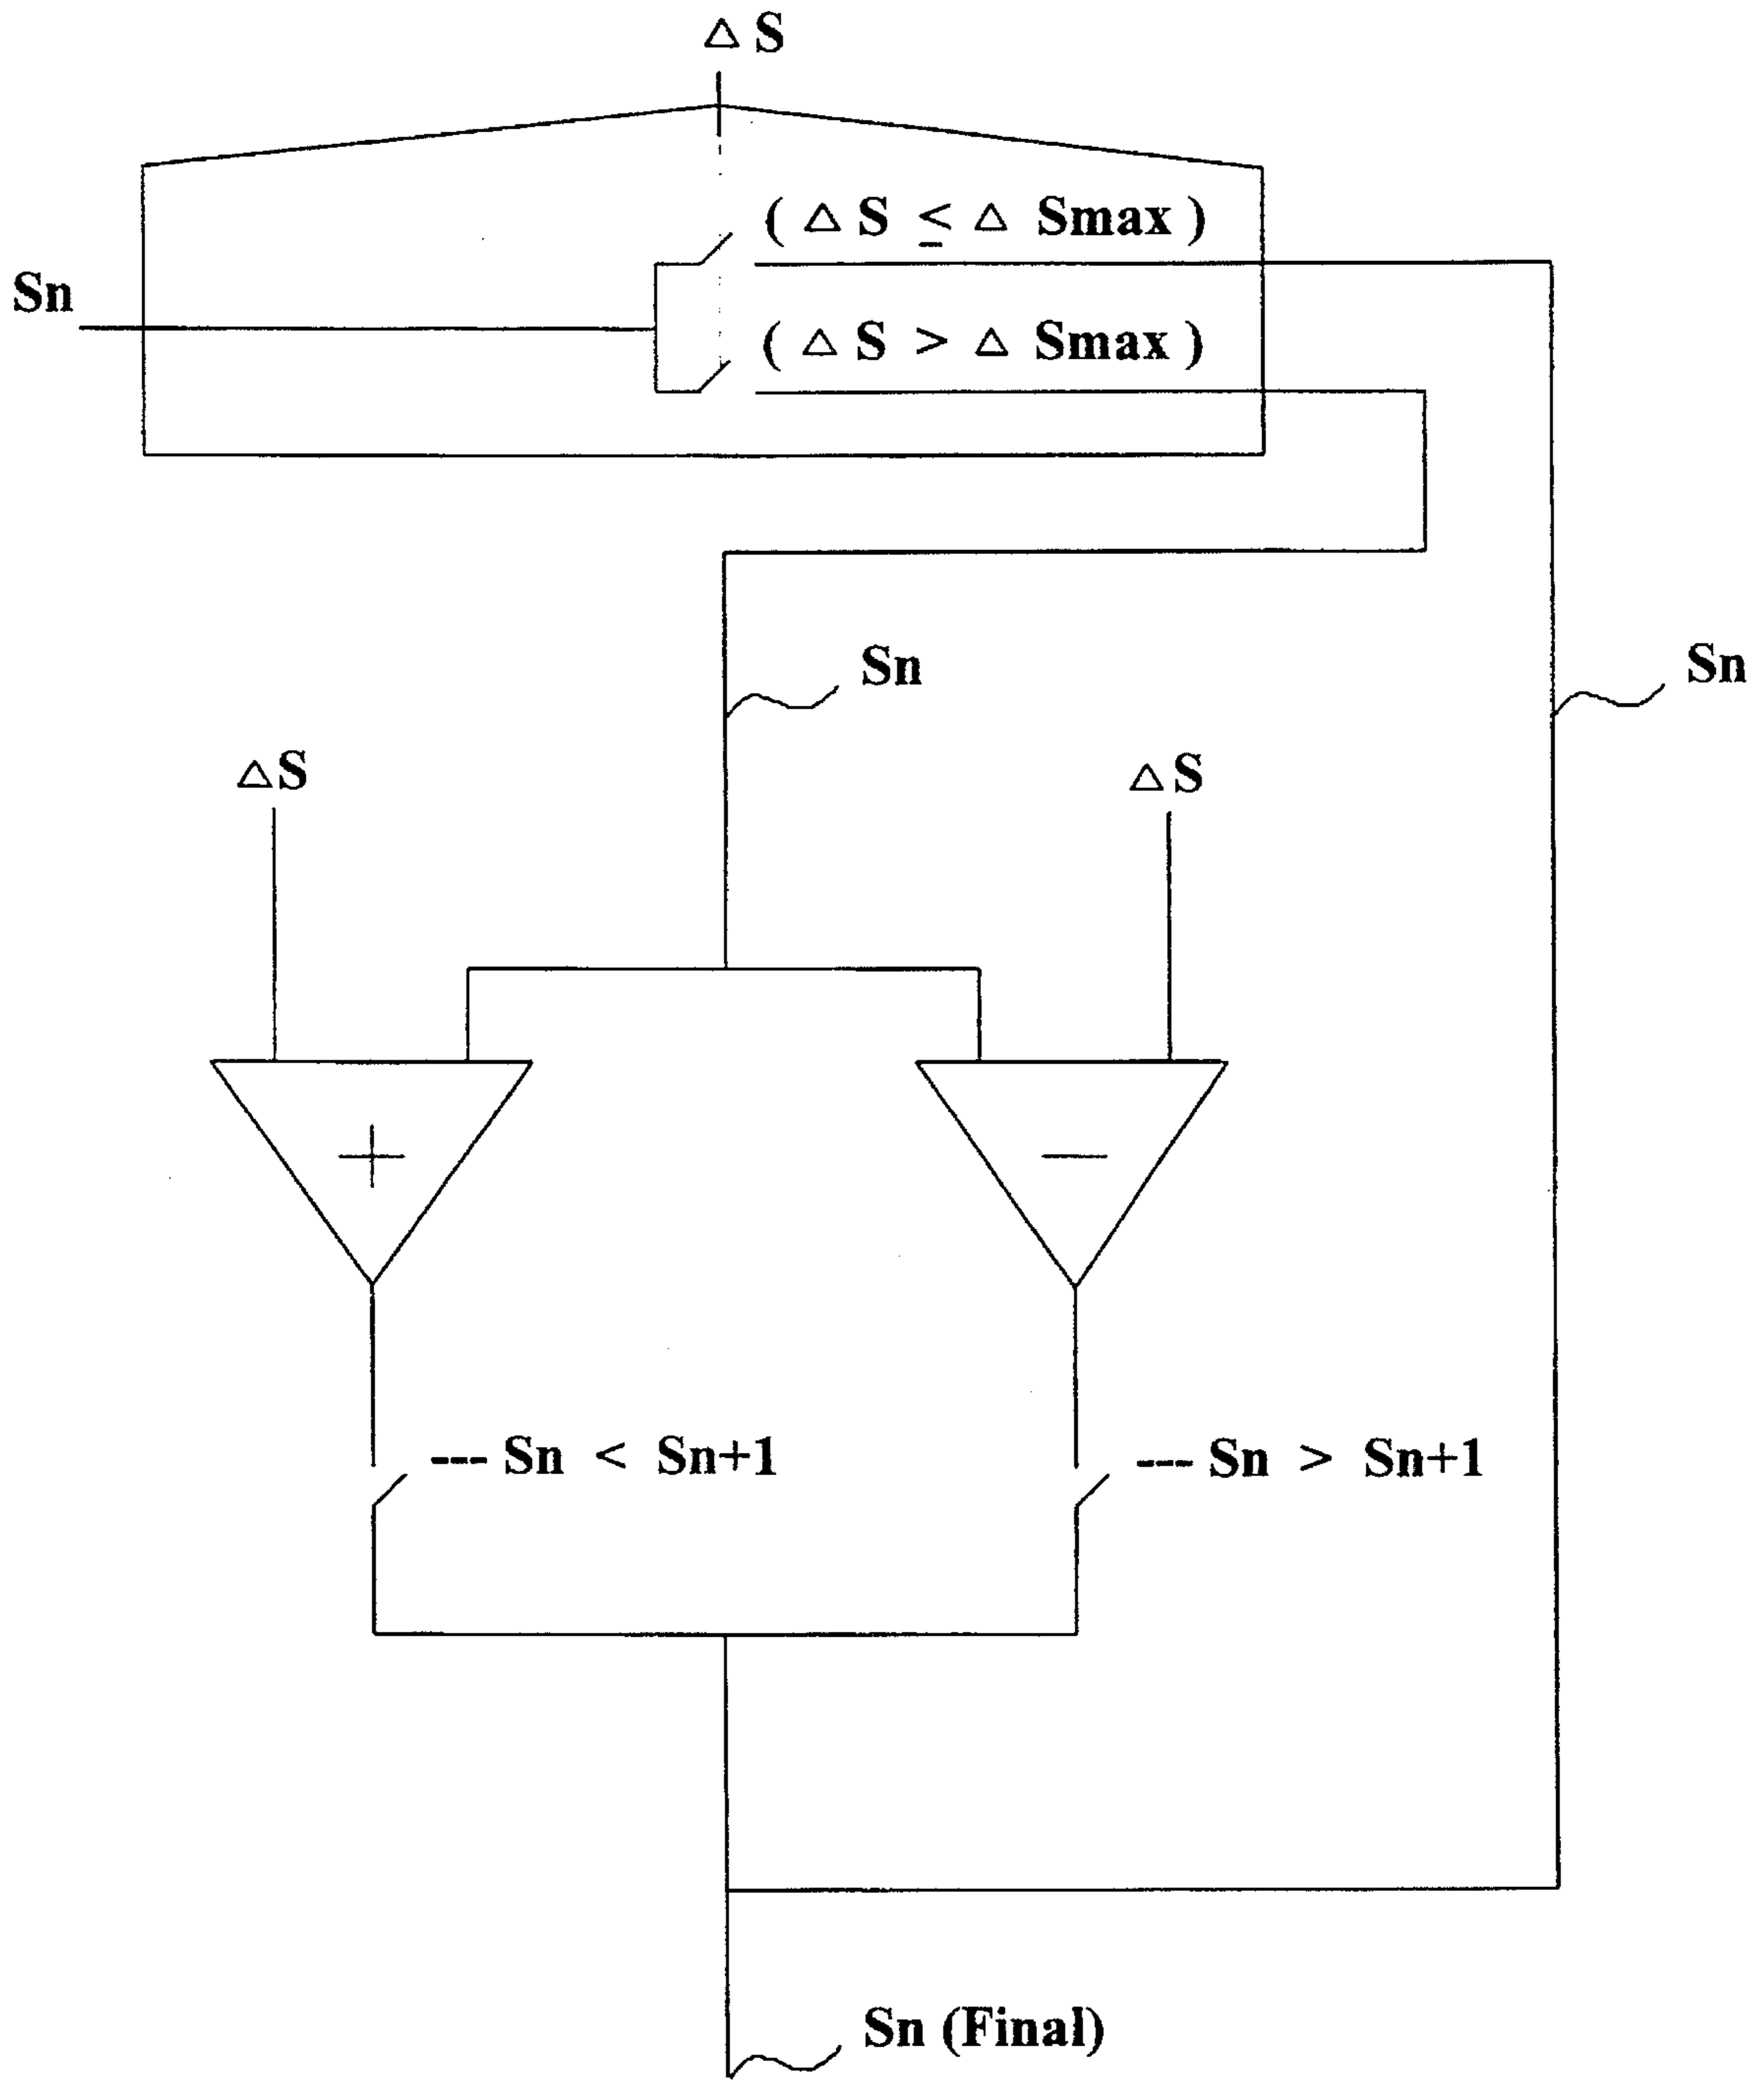 △ S
( △ S ≤ △ Smax )
Sn
( △ S > △ Smax )
Sn
Sn
△S
△S
+
−
--- Sn < Sn+1
--- Sn > Sn+1
Sn (Final)